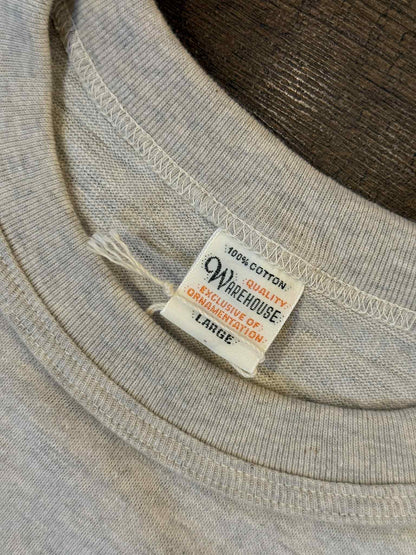 100% COTTON
QUALITY
WAREHOUSE
EXCLUSIVE OF
ORNAMENTATION
LARGE